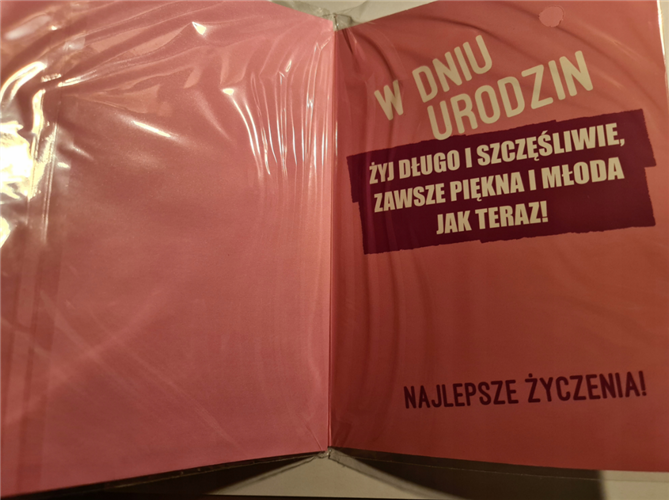 W DNIU
URODZIN
ŻYJ DŁUGO I SZCZĘŚLIWIE,
ZAWSZE PIĘKNA I MŁODA
JAK TERAZ!
NAJLEPSZE ŻYCZENIA!